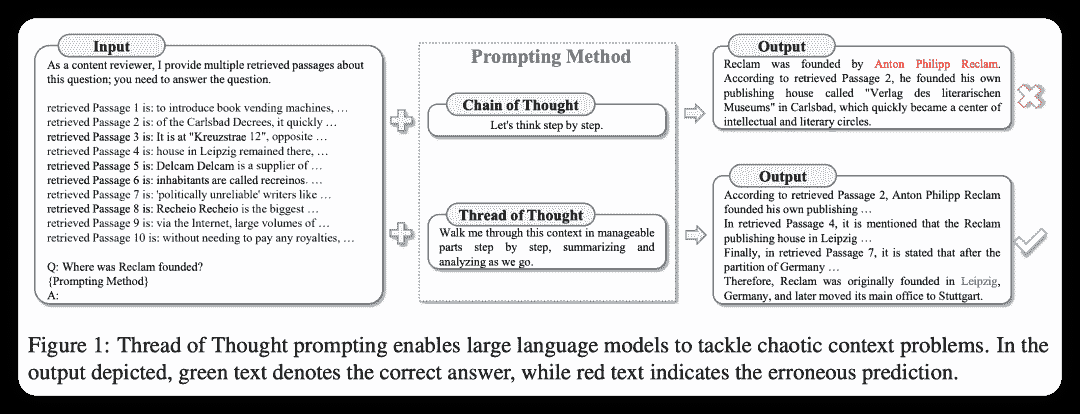 Input
As a content reviewer, I provide multiple retrieved passages about
this question; you need to answer the question.
retrieved Passage 1 is: to introduce book vending machines, …
retrieved Passage 2 is: of the Carlsbad Decrees, it quickly …
retrieved Passage 3 is: It is at "Kreuzstrae 12", opposite …
retrieved Passage 4 is: house in Leipzig remained there, …
retrieved Passage 5 is: Delcam Delcam is a supplier of …
retrieved Passage 6 is: inhabitants are called recreinos. …
retrieved Passage 7 is: 'politically unreliable' writers like …
retrieved Passage 8 is: Recheio Recheio is the biggest …
retrieved Passage 9 is: via the Internet, large volumes of …
retrieved Passage 10 is: without needing to pay any royalties, …
Q: Where was Reclam founded?
{Prompting Method}
A:
Prompting Method
Chain of Thought
Let's think step by step.
Thread of Thought
Walk me through this context in manageable
parts step by step, summarizing and
analyzing as we go.
Output
Reclam was founded by Anton Philipp Reclam.
According to retrieved Passage 2, he founded his own
publishing house called "Verlag des literarischen
Museums" in Carlsbad, which quickly became a center of
intellectual and literary circles.
Output
According to retrieved Passage 2, Anton Philipp Reclam
founded his own publishing …
In retrieved Passage 4, it is mentioned that the Reclam
publishing house in Leipzig …
Finally, in retrieved Passage 7, it is stated that after the
partition of Germany …
Therefore, Reclam was originally founded in Leipzig,
Germany, and later moved its main office to Stuttgart.
Figure 1: Thread of Thought prompting enables large language models to tackle chaotic context problems. In the
output depicted, green text denotes the correct answer, while red text indicates the erroneous prediction.